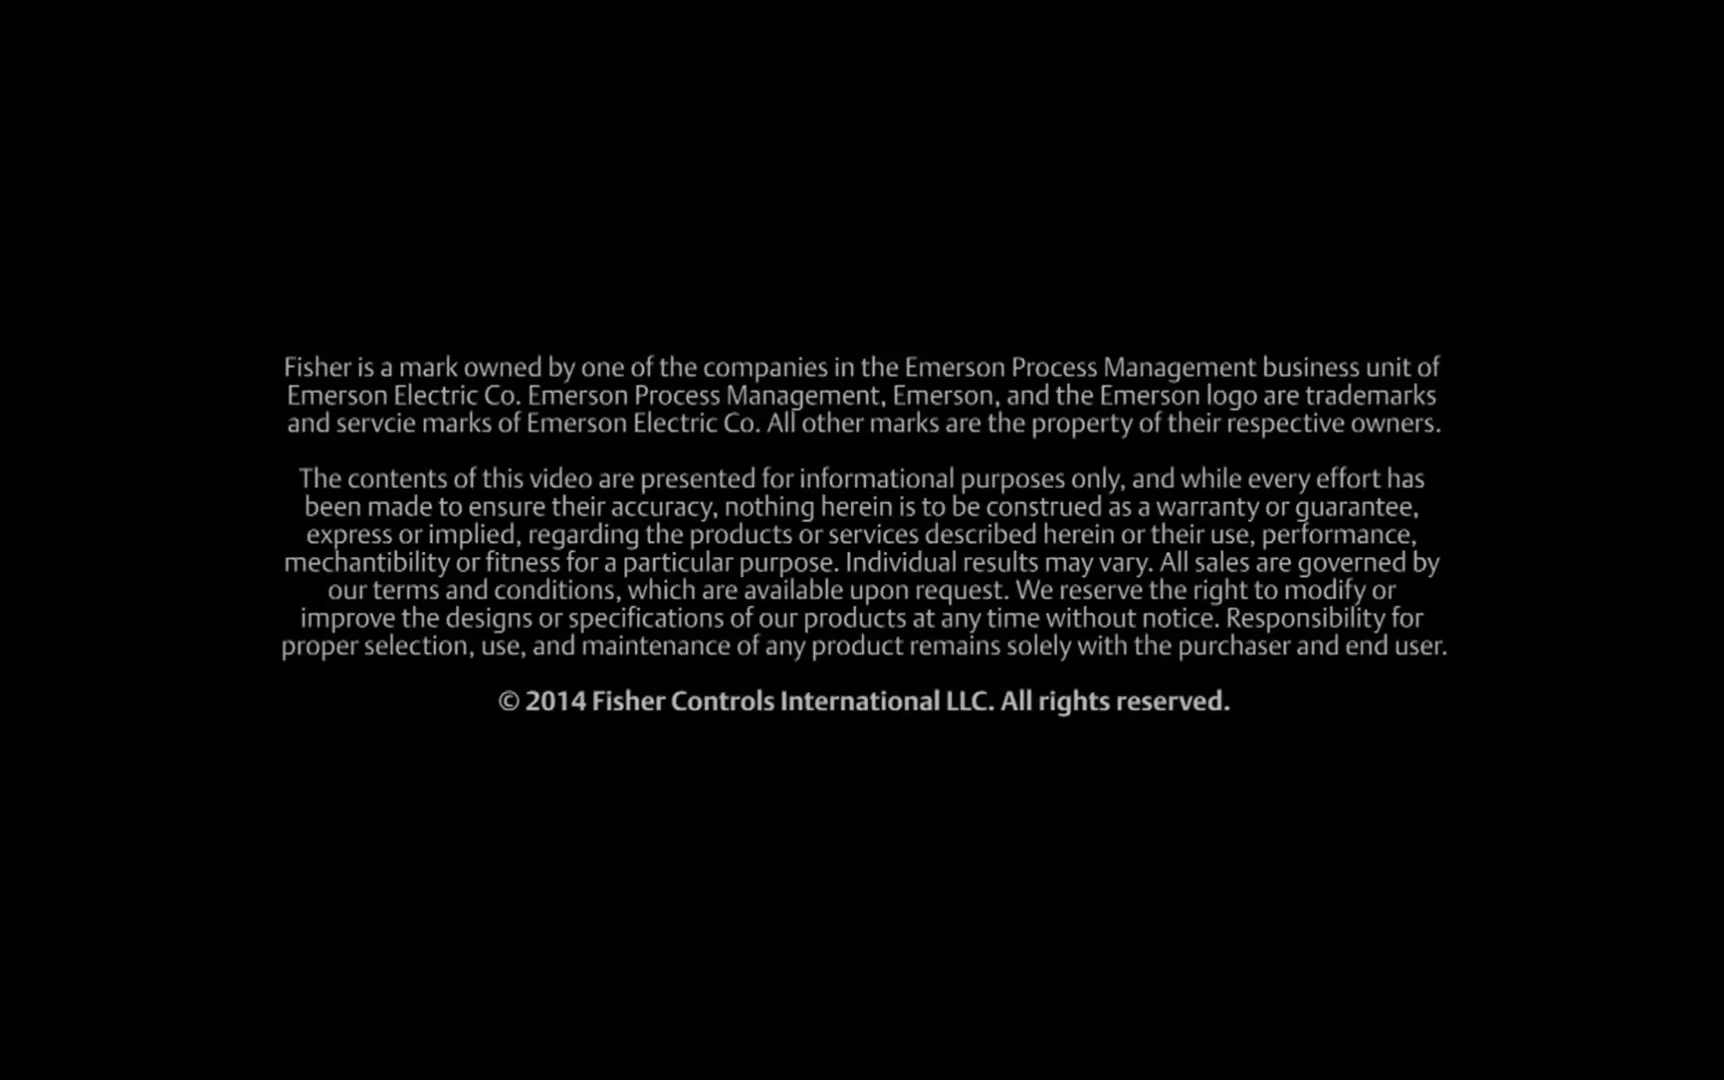 Fisher is a mark owned by one of the companies in the Emerson Process Management business unit of
Emerson Electric Co. Emerson Process Management, Emerson, and the Emerson logo are trademarks
and servcie marks of Emerson Electric Co. All other marks are the property of their respective owners.
The contents of this video are presented for informational purposes only, and while every effort has
been made to ensure their accuracy, nothing herein is to be construed as a warranty or guarantee,
express or implied, regarding the products or services described herein or their use, performance,
mechantibility or fitness for a particular purpose. Individual results may vary. All sales are governed by
our terms and conditions, which are available upon request. We reserve the right to modify or
improve the designs or specifications of our products at any time without notice. Responsibility for
proper selection, use, and maintenance of any product remains solely with the purchaser and end user.
© 2014 Fisher Controls International LLC. All rights reserved.